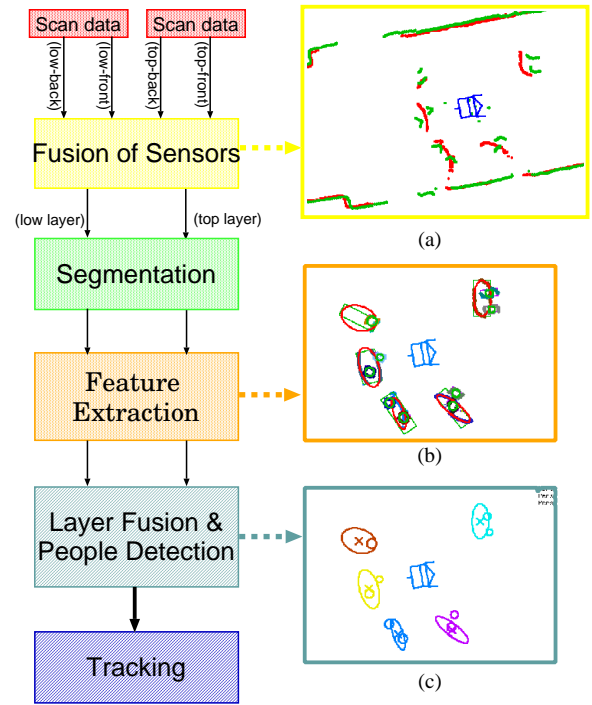 Scan data
Scan data
(low-back)
(low-front)
(top-back)
(top-front)
Fusion of Sensors
(a)
(low layer)
(top layer)
Segmentation
Feature
Extraction
(b)
Layer Fusion &
People Detection
(c)
Tracking